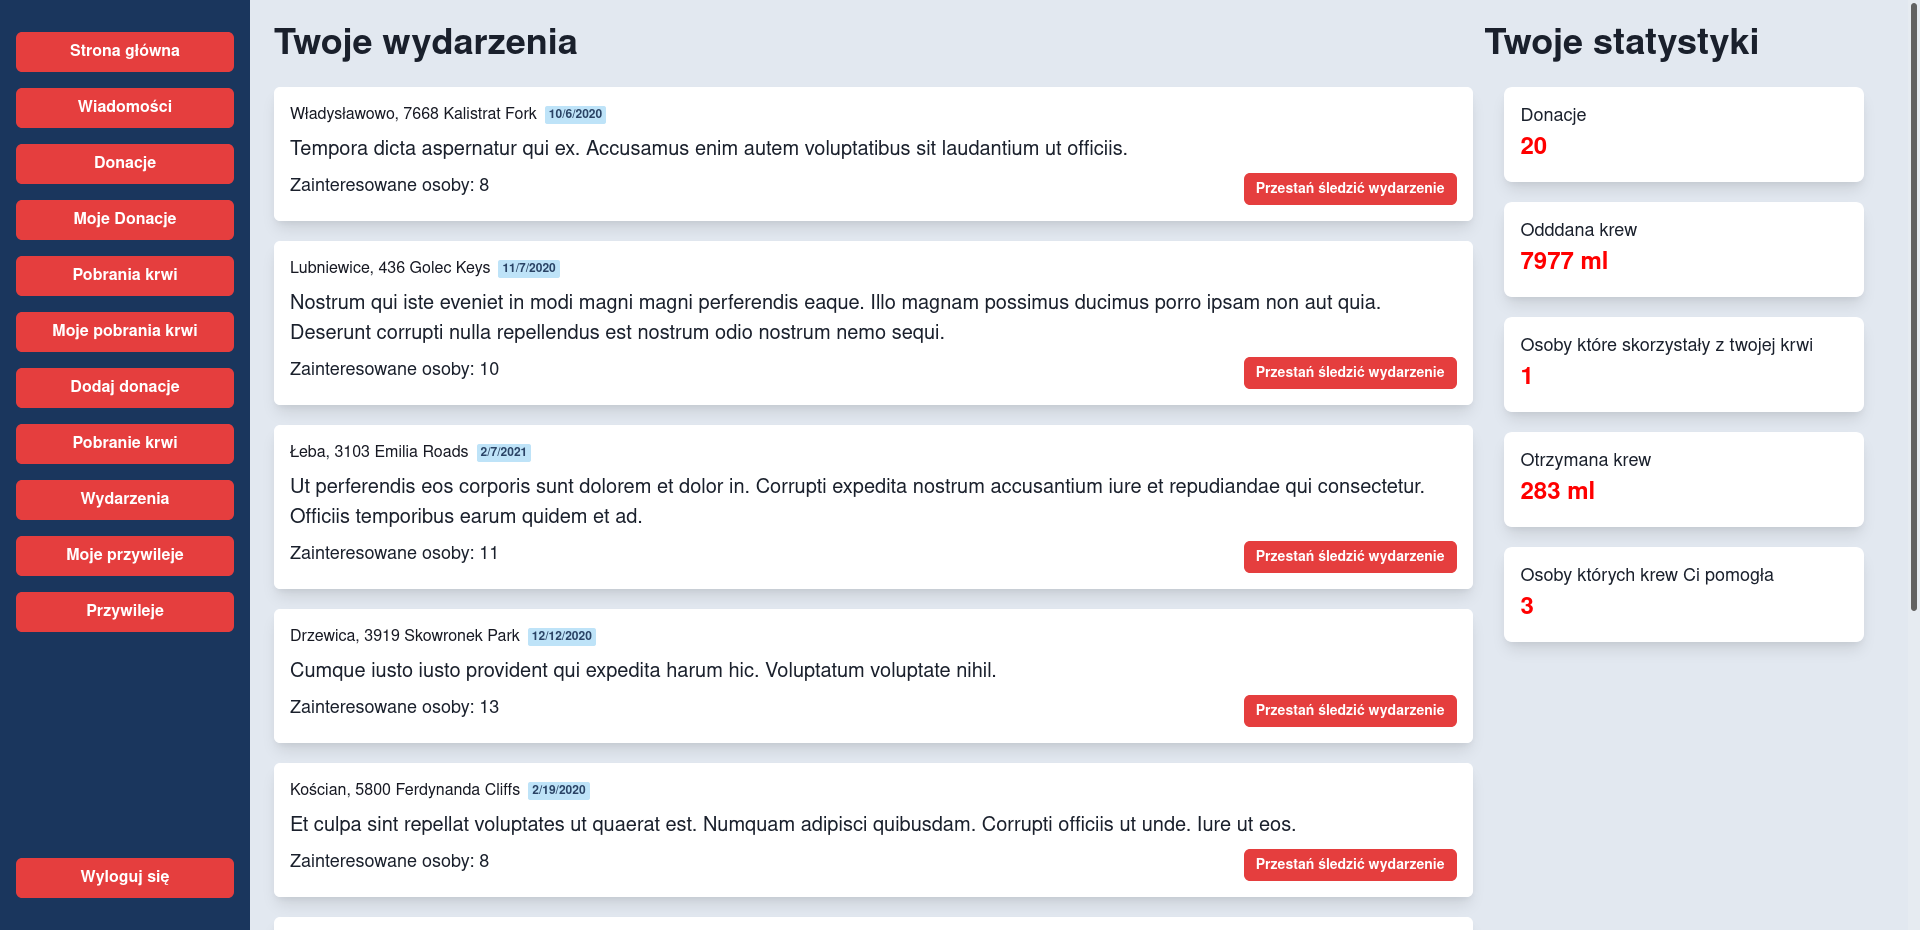 Strona główna
Wiadomości
Donacje
Moje Donacje
Pobrania krwi
Moje pobrania krwi
Dodaj donacje
Pobranie krwi
Wydarzenia
Moje przywileje
Przywileje
Wyloguj się
Twoje wydarzenia
Władysławowo, 7668 Kalistrat Fork 10/6/2020
Tempora dicta aspernatur qui ex. Accusamus enim autem voluptatibus sit laudantium ut officiis.
Zainteresowane osoby: 8
Przestań śledzić wydarzenie
Lubniewice, 436 Golec Keys 11/7/2020
Nostrum qui iste eveniet in modi magni magni perferendis eaque. Illo magnam possimus ducimus porro ipsam non aut quia.
Deserunt corrupti nulla repellendus est nostrum odio nostrum nemo sequi.
Zainteresowane osoby: 10
Przestań śledzić wydarzenie
Łeba, 3103 Emilia Roads 2/7/2021
Ut perferendis eos corporis sunt dolorem et dolor in. Corrupti expedita nostrum accusantium iure et repudiandae qui consectetur.
Officiis temporibus earum quidem et ad.
Zainteresowane osoby: 11
Przestań śledzić wydarzenie
Drzewica, 3919 Skowronek Park 12/12/2020
Cumque iusto iusto provident qui expedita harum hic. Voluptatum voluptate nihil.
Zainteresowane osoby: 13
Przestań śledzić wydarzenie
Kościan, 5800 Ferdynanda Cliffs 2/19/2020
Et culpa sint repellat voluptates ut quaerat est. Numquam adipisci quibusdam. Corrupti officiis ut unde. Iure ut eos.
Zainteresowane osoby: 8
Przestań śledzić wydarzenie
Twoje statystyki
Donacje
20
Odddana krew
7977 ml
Osoby które skorzystały z twojej krwi
1
Otrzymana krew
283 ml
Osoby których krew Ci pomogła
3